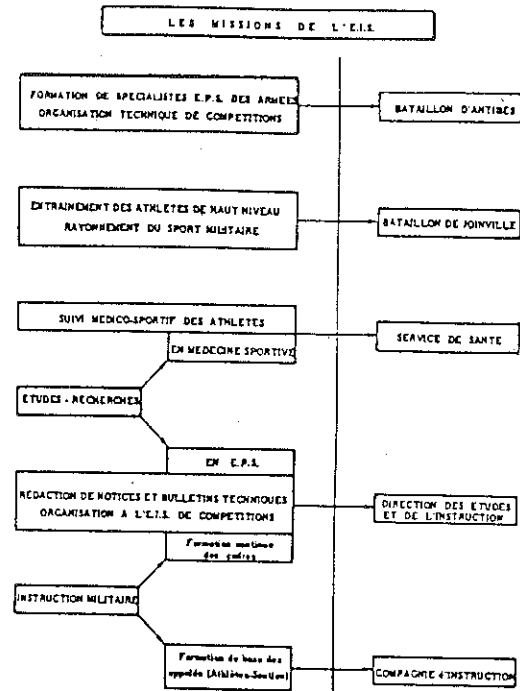 LES MISSIONS DE L'E.I.S.
FORMATION DE SPECIALISTES E.P.S. DES ARMEES
ORGANISATION TECHNIQUE DE COMPETITIONS
BATAILLON D'ANTIBES
ENTRAINEMENT DES ATHLETES DE HAUT NIVEAU
RAYONNEMENT DU SPORT MILITAIRE
BATAILLON DE JOINVILLE
SUIVI MEDICO-SPORTIF DES ATHLETES
EN MEDECINE SPORTIVE
SERVICE DE SANTE
ETUDES - RECHERCHES
EN E.P.S.
REDACTION DE NOTICES ET BULLETINS TECHNIQUES
ORGANISATION A L'E.I.S. DE COMPETITIONS
DIRECTION DES ETUDES
ET DE L'INSTRUCTION
Formation continue
des cadres
INSTRUCTION MILITAIRE
Formation de base des
appelés (Athlètes-Soutien)
COMPAGNIE d'INSTRUCTION